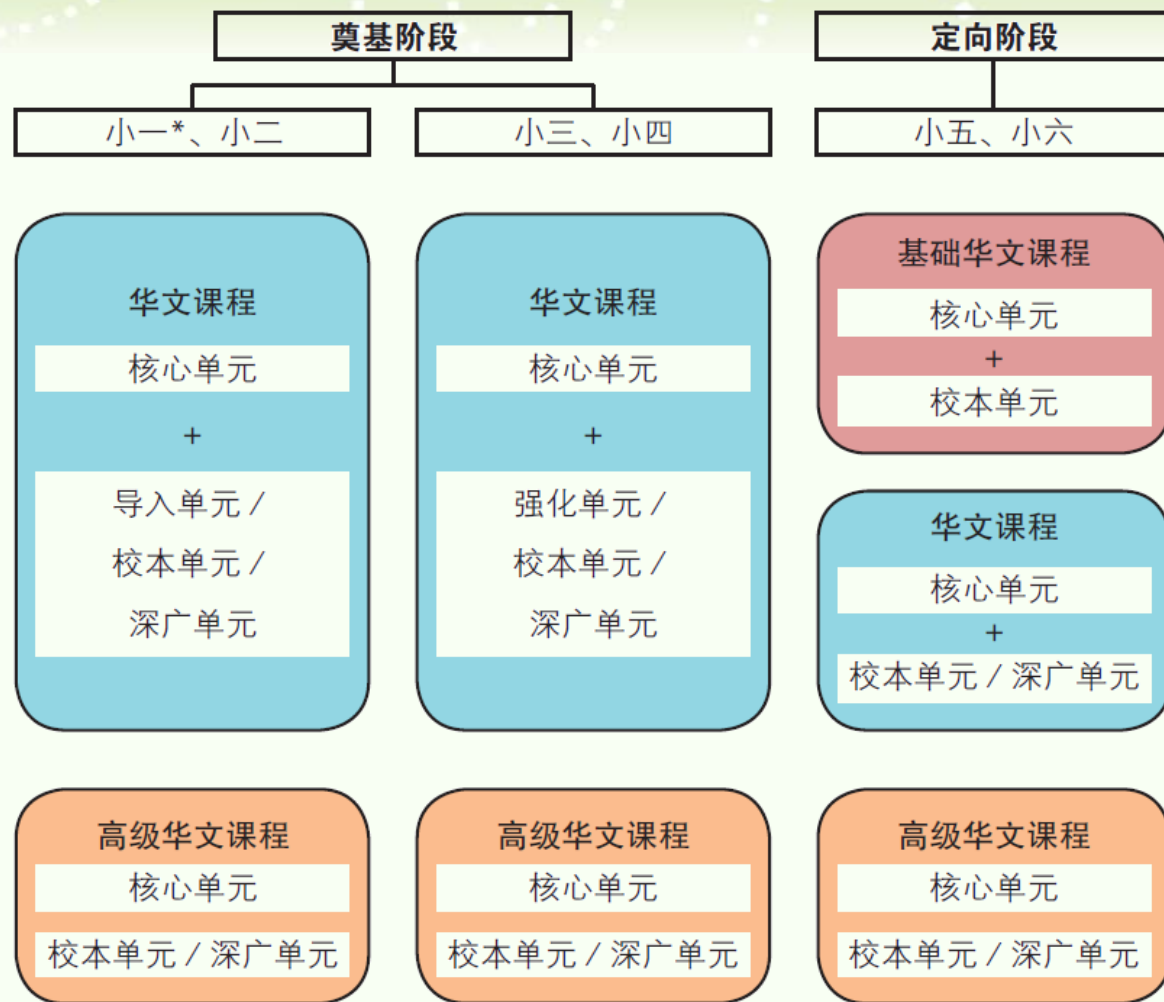 奠基阶段
定向阶段
小一*、小二
小三、小四
小五、小六
华文课程
核心单元
+
导入单元 /
校本单元 /
深广单元
华文课程
核心单元
+
强化单元 /
校本单元 /
深广单元
基础华文课程
核心单元
+
校本单元
华文课程
核心单元
+
校本单元 / 深广单元
高级华文课程
核心单元
校本单元 / 深广单元
高级华文课程
核心单元
校本单元 / 深广单元
高级华文课程
核心单元
校本单元 / 深广单元